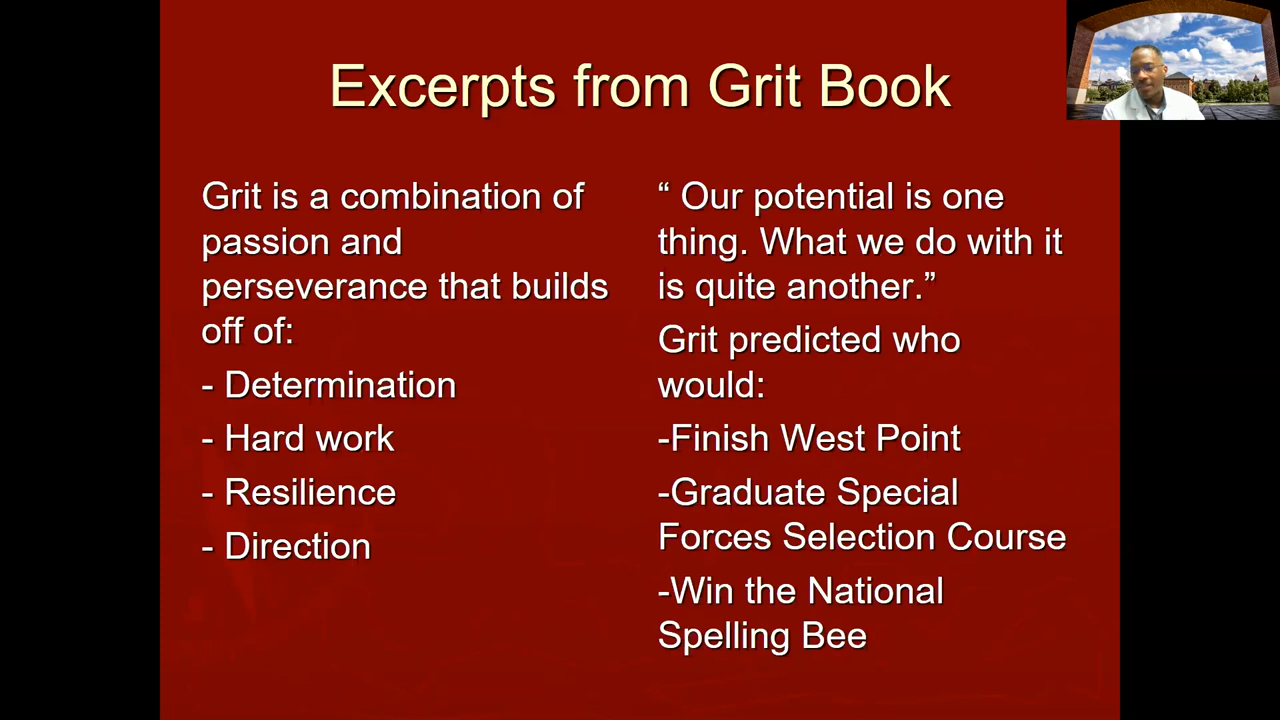 Excerpts from Grit Book
Grit is a combination of
passion and
perseverance that builds
off of:
- Determination
- Hard work
- Resilience
- Direction
“ Our potential is one
thing. What we do with it
is quite another.”
Grit predicted who
would:
-Finish West Point
-Graduate Special
Forces Selection Course
-Win the National
Spelling Bee